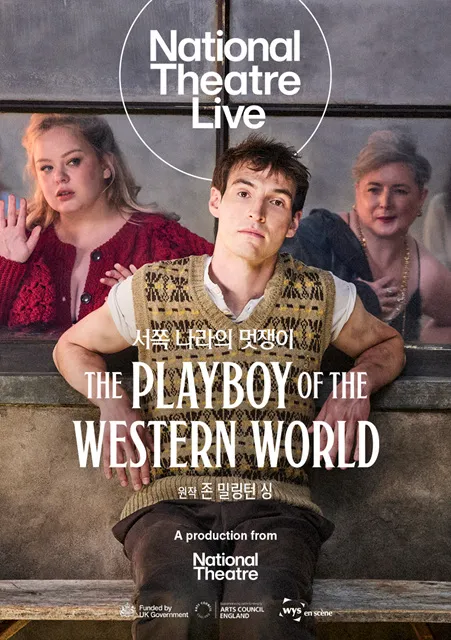 National
Theatre
Live
서쪽 나라의 멋쟁이
THE PLAYBOY OF THE
WESTERN WORLD
원작 존 밀링턴 싱
A production from
National
Theatre
Funded by
UK Government
ARTS COUNCIL
ENGLAND
wys en scène